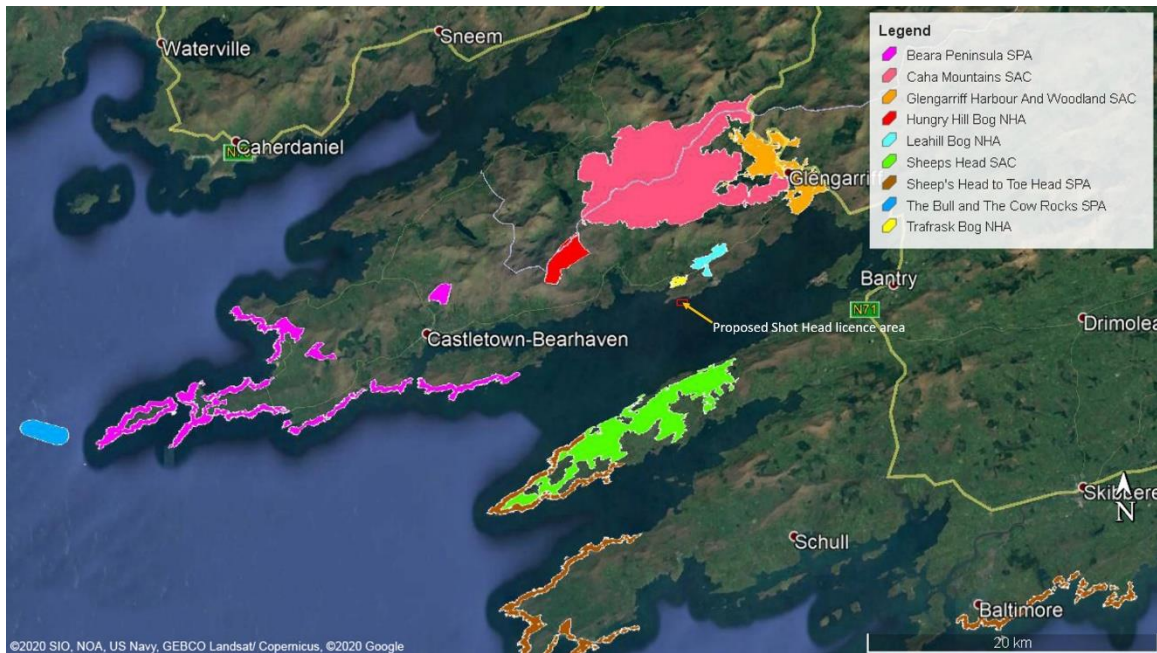 Waterville
Sneem
Caherdaniel
Legend
Beara Peninsula SPA
Caha Mountains SAC
Glengarriff Harbour And Woodland SAC
Hungry Hill Bog NHA
Leahill Bog NHA
Sheeps Head SAC
Sheep's Head to Toe Head SPA
The Bull and The Cow Rocks SPA
Trafrask Bog NHA
Glengarriff
Bantry
N71
Proposed Shot Head licence area
Drimolea
Castletown-Bearhaven
Skibbere
N
Schull
Baltimore
20 km
©2020 SIO, NOA, US Navy, GEBCO Landsat/ Copernicus, ©2020 Google